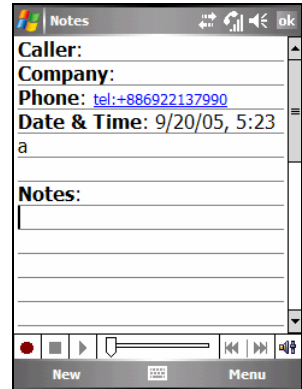 Notes
ok
Caller:
Company:
Phone: tel:+886922137990
Date & Time: 9/20/05, 5:23
a
Notes:
New
Menu